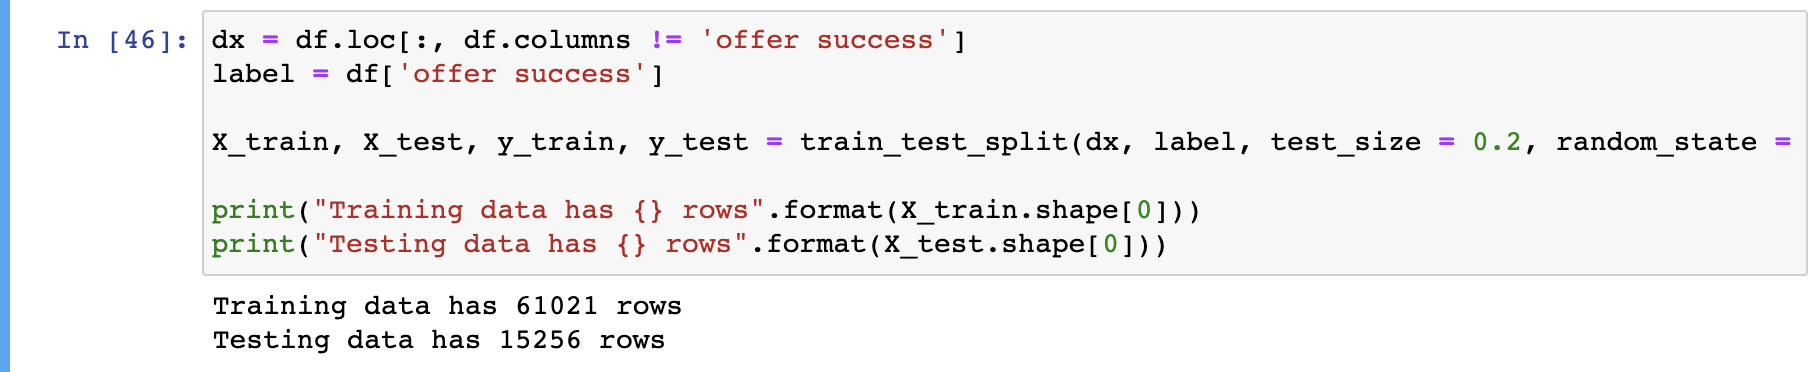 In [46]: dx = df.loc[:, df.columns != 'offer success']
label = df['offer success']
X_train, X_test, y_train, y_test = train_test_split(dx, label, test_size = 0.2, random_state =
print("Training data has {} rows".format(X_train.shape[0]))
print("Testing data has {} rows".format(X_test.shape[0]))
Training data has 61021 rows
Testing data has 15256 rows